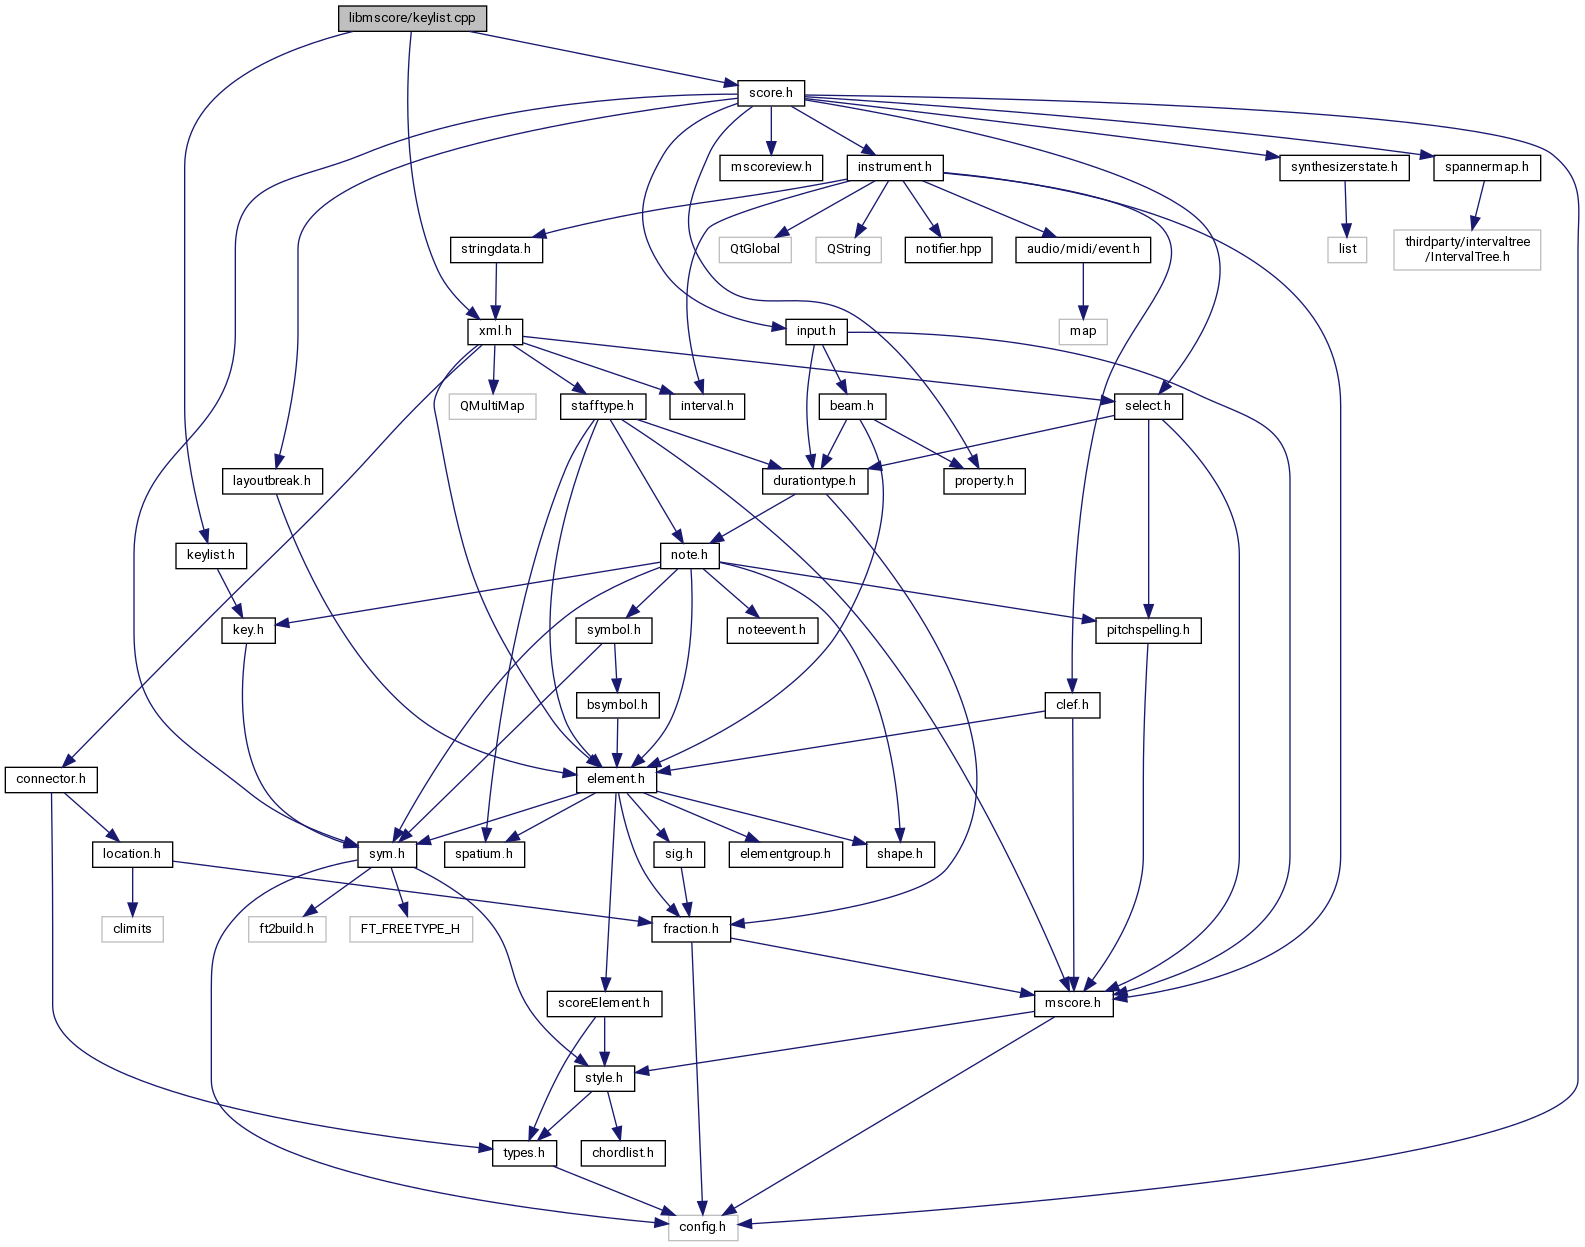 libmscore/keylist.cpp
score.h
mscoreview.h
instrument.h
synthesizerstate.h
spannermap.h
stringdata.h
QtGlobal
QString
notifier.hpp
audio/midi/event.h
list
thirdparty/intervaltree
/IntervalTree.h
xml.h
input.h
map
QMultiMap
stafftype.h
interval.h
beam.h
select.h
layoutbreak.h
durationtype.h
property.h
keylist.h
note.h
key.h
symbol.h
noteevent.h
pitchspelling.h
bsymbol.h
clef.h
connector.h
element.h
location.h
sym.h
spatium.h
sig.h
elementgroup.h
shape.h
climits
ft2build.h
FT_FREETYPE_H
fraction.h
scoreElement.h
mscore.h
style.h
types.h
chordlist.h
config.h